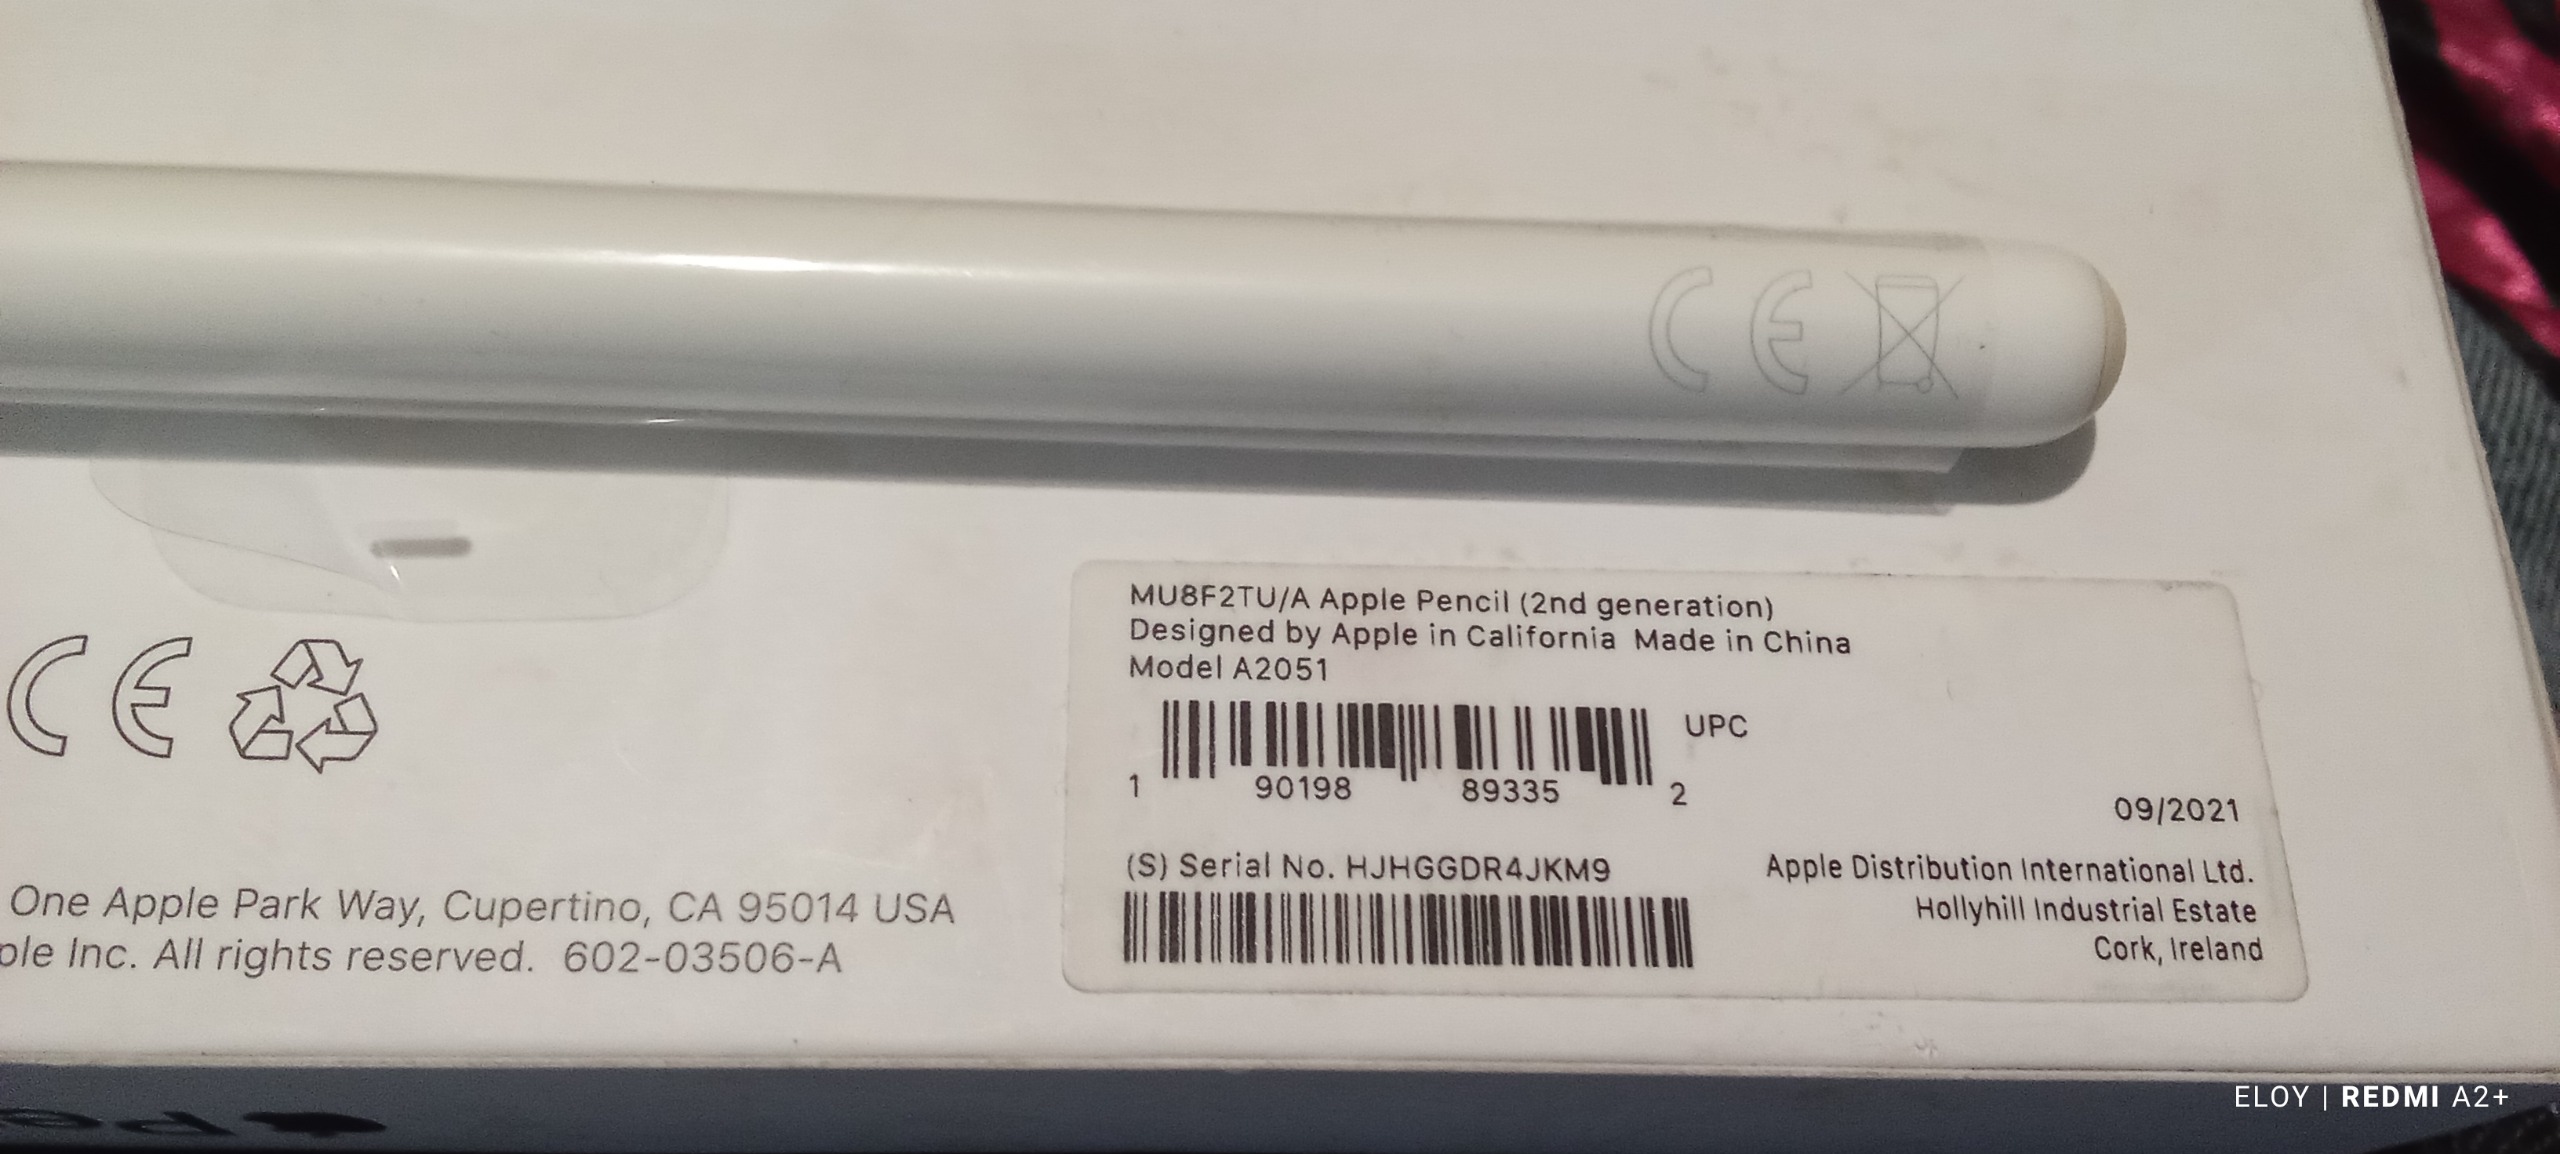 CE
MU8F2TU/A Apple Pencil (2nd generation)
Designed by Apple in California Made in China
Model A2051
UPC
1 90198 89335 2
09/2021
(S) Serial No. HJHGGDR4JKM9
Apple Distribution International Ltd.
Hollyhill Industrial Estate
Cork, Ireland
CE
One Apple Park Way, Cupertino, CA 95014 USA
ple Inc. All rights reserved. 602-03506-A
ELOY | REDMI A2+